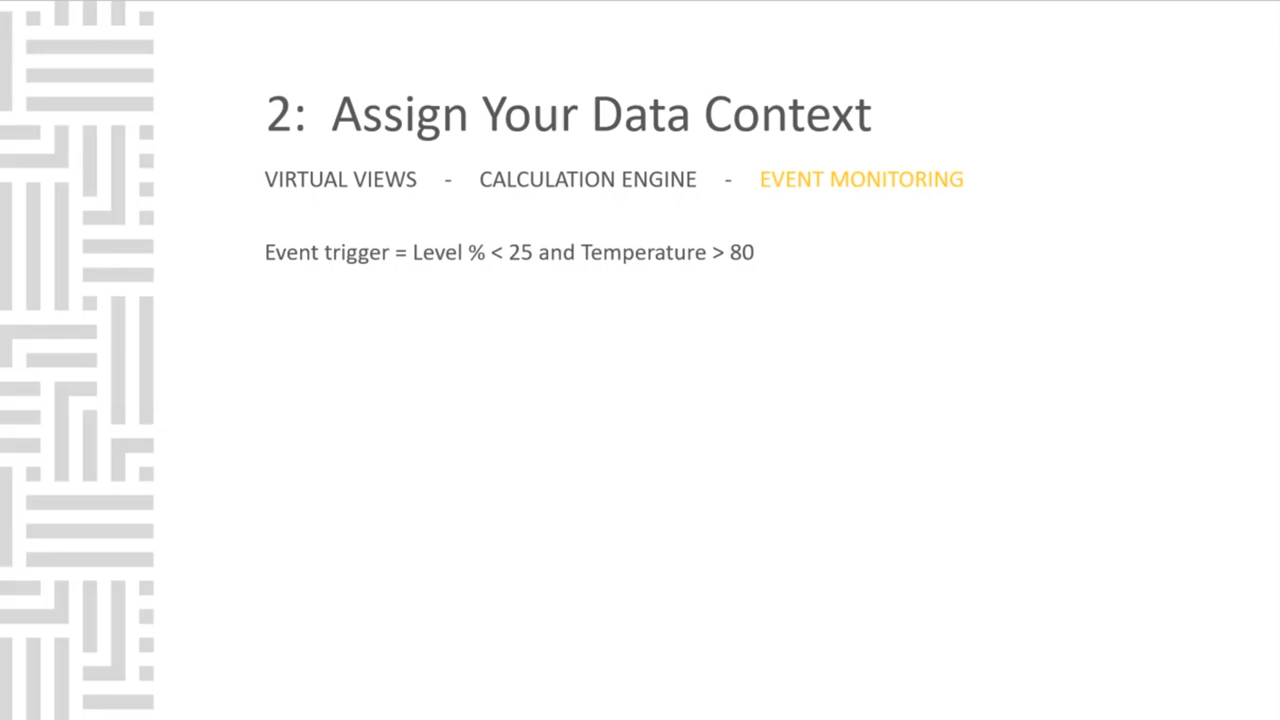 2: Assign Your Data Context
VIRTUAL VIEWS - CALCULATION ENGINE - EVENT MONITORING
Event trigger = Level % < 25 and Temperature > 80